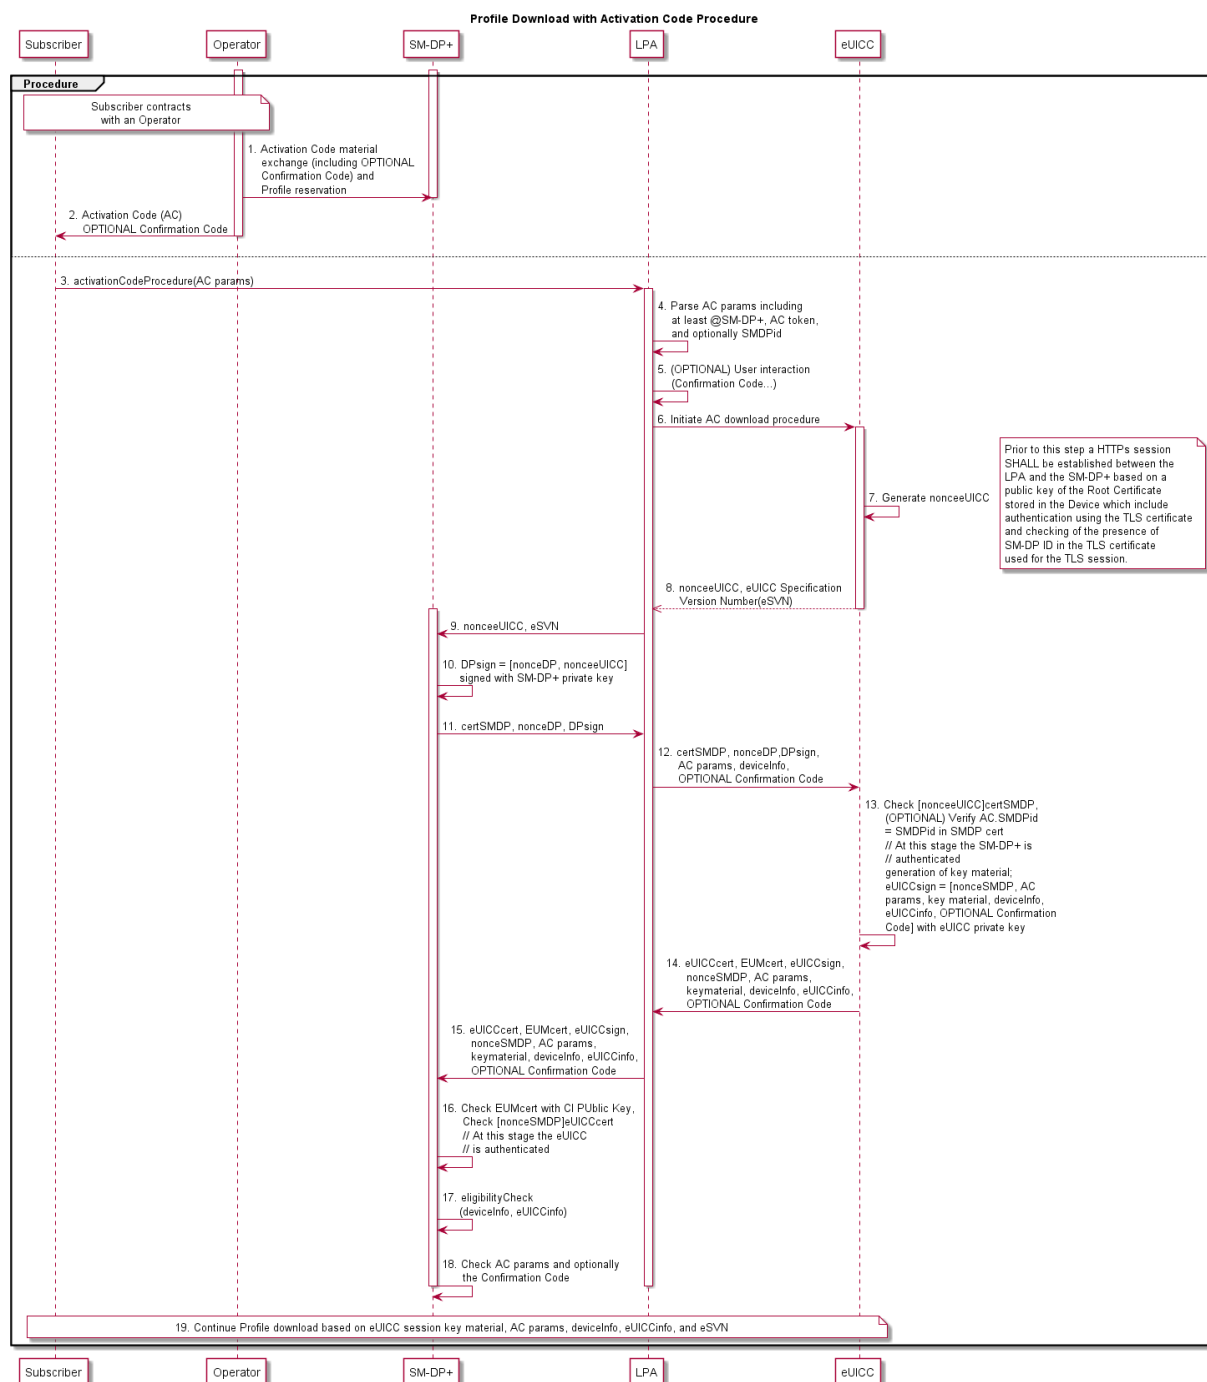 Profile Download with Activation Code Procedure
Subscriber
Operator
SM-DP+
LPA
eUICC
Procedure
Subscriber contracts
with an Operator
1. Activation Code material
exchange (including OPTIONAL
Confirmation Code) and
Profile reservation
2. Activation Code (AC)
OPTIONAL Confirmation Code
3. activationCodeProcedure(AC params)
4. Parse AC params including
at least @SM-DP+, AC token,
and optionally SMDPid
5. (OPTIONAL) User interaction
(Confirmation Code...)
6. Initiate AC download procedure
Prior to this step a HTTPs session
SHALL be established between the
LPA and the SM-DP+ based on a
public key of the Root Certificate
stored in the Device which include
authentication using the TLS certificate
and checking of the presence of
SM-DP ID in the TLS certificate
used for the TLS session.
7. Generate nonceeUICC
8. nonceeUICC, eUICC Specification
Version Number(eSVN)
9. nonceeUICC, eSVN
10. DPsign = [nonceDP, nonceeUICC]
signed with SM-DP+ private key
11. certSMDP, nonceDP, DPsign
12. certSMDP, nonceDP,DPsign,
AC params, deviceInfo,
OPTIONAL Confirmation Code
13. Check [nonceeUICC]certSMDP,
(OPTIONAL) Verify AC.SMDPid
= SMDPid in SMDP cert
// At this stage the SM-DP+ is
// authenticated
generation of key material;
eUICCsign = [nonceSMDP, AC
params, key material, deviceInfo,
eUICCinfo, OPTIONAL Confirmation
Code] with eUICC private key
14. eUICCcert, EUMcert, eUICCsign,
nonceSMDP, AC params,
keymaterial, deviceInfo, eUICCinfo,
OPTIONAL Confirmation Code
15. eUICCcert, EUMcert, eUICCsign,
nonceSMDP, AC params,
keymaterial, deviceInfo, eUICCinfo,
OPTIONAL Confirmation Code
16. Check EUMcert with CI PUblic Key,
Check [nonceSMDP]eUICCcert
// At this stage the eUICC
// is authenticated
17. eligibilityCheck
(deviceInfo, eUICCinfo)
18. Check AC params and optionally
the Confirmation Code
19. Continue Profile download based on eUICC session key material, AC params, deviceInfo, eUICCinfo, and eSVN
Subscriber
Operator
SM-DP+
LPA
eUICC